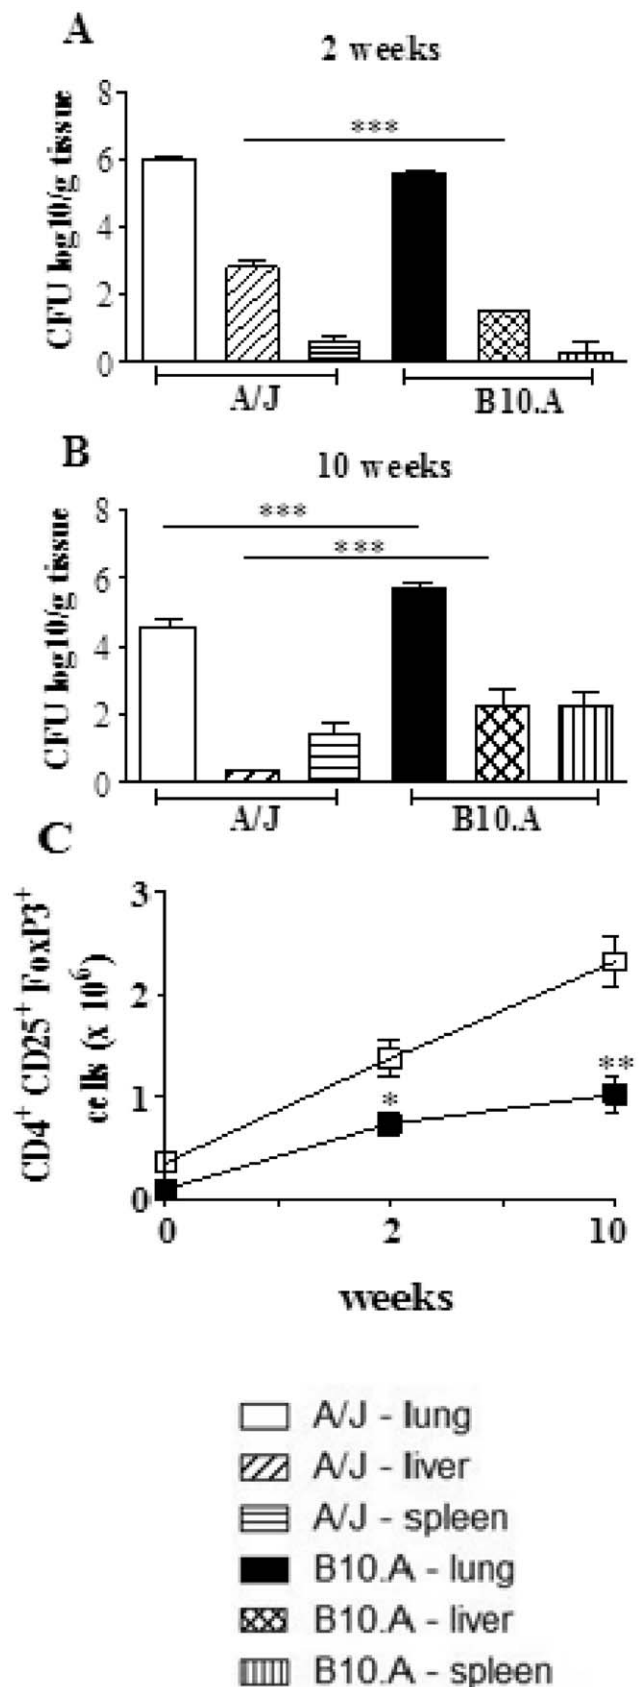 A
2 weeks
CFU log10/g tissue
8
6
4
2
0
***
A/J
B10.A
B
10 weeks
CFU log10/g tissue
8
6
4
2
0
***
***
A/J
B10.A
C
CD4⁺ CD25⁺ FoxP3⁺
cells (x 10⁶)
3
2
1
0
*
**
0 2 10
weeks
A/J - lung
A/J - liver
A/J - spleen
B10.A - lung
B10.A - liver
B10.A - spleen